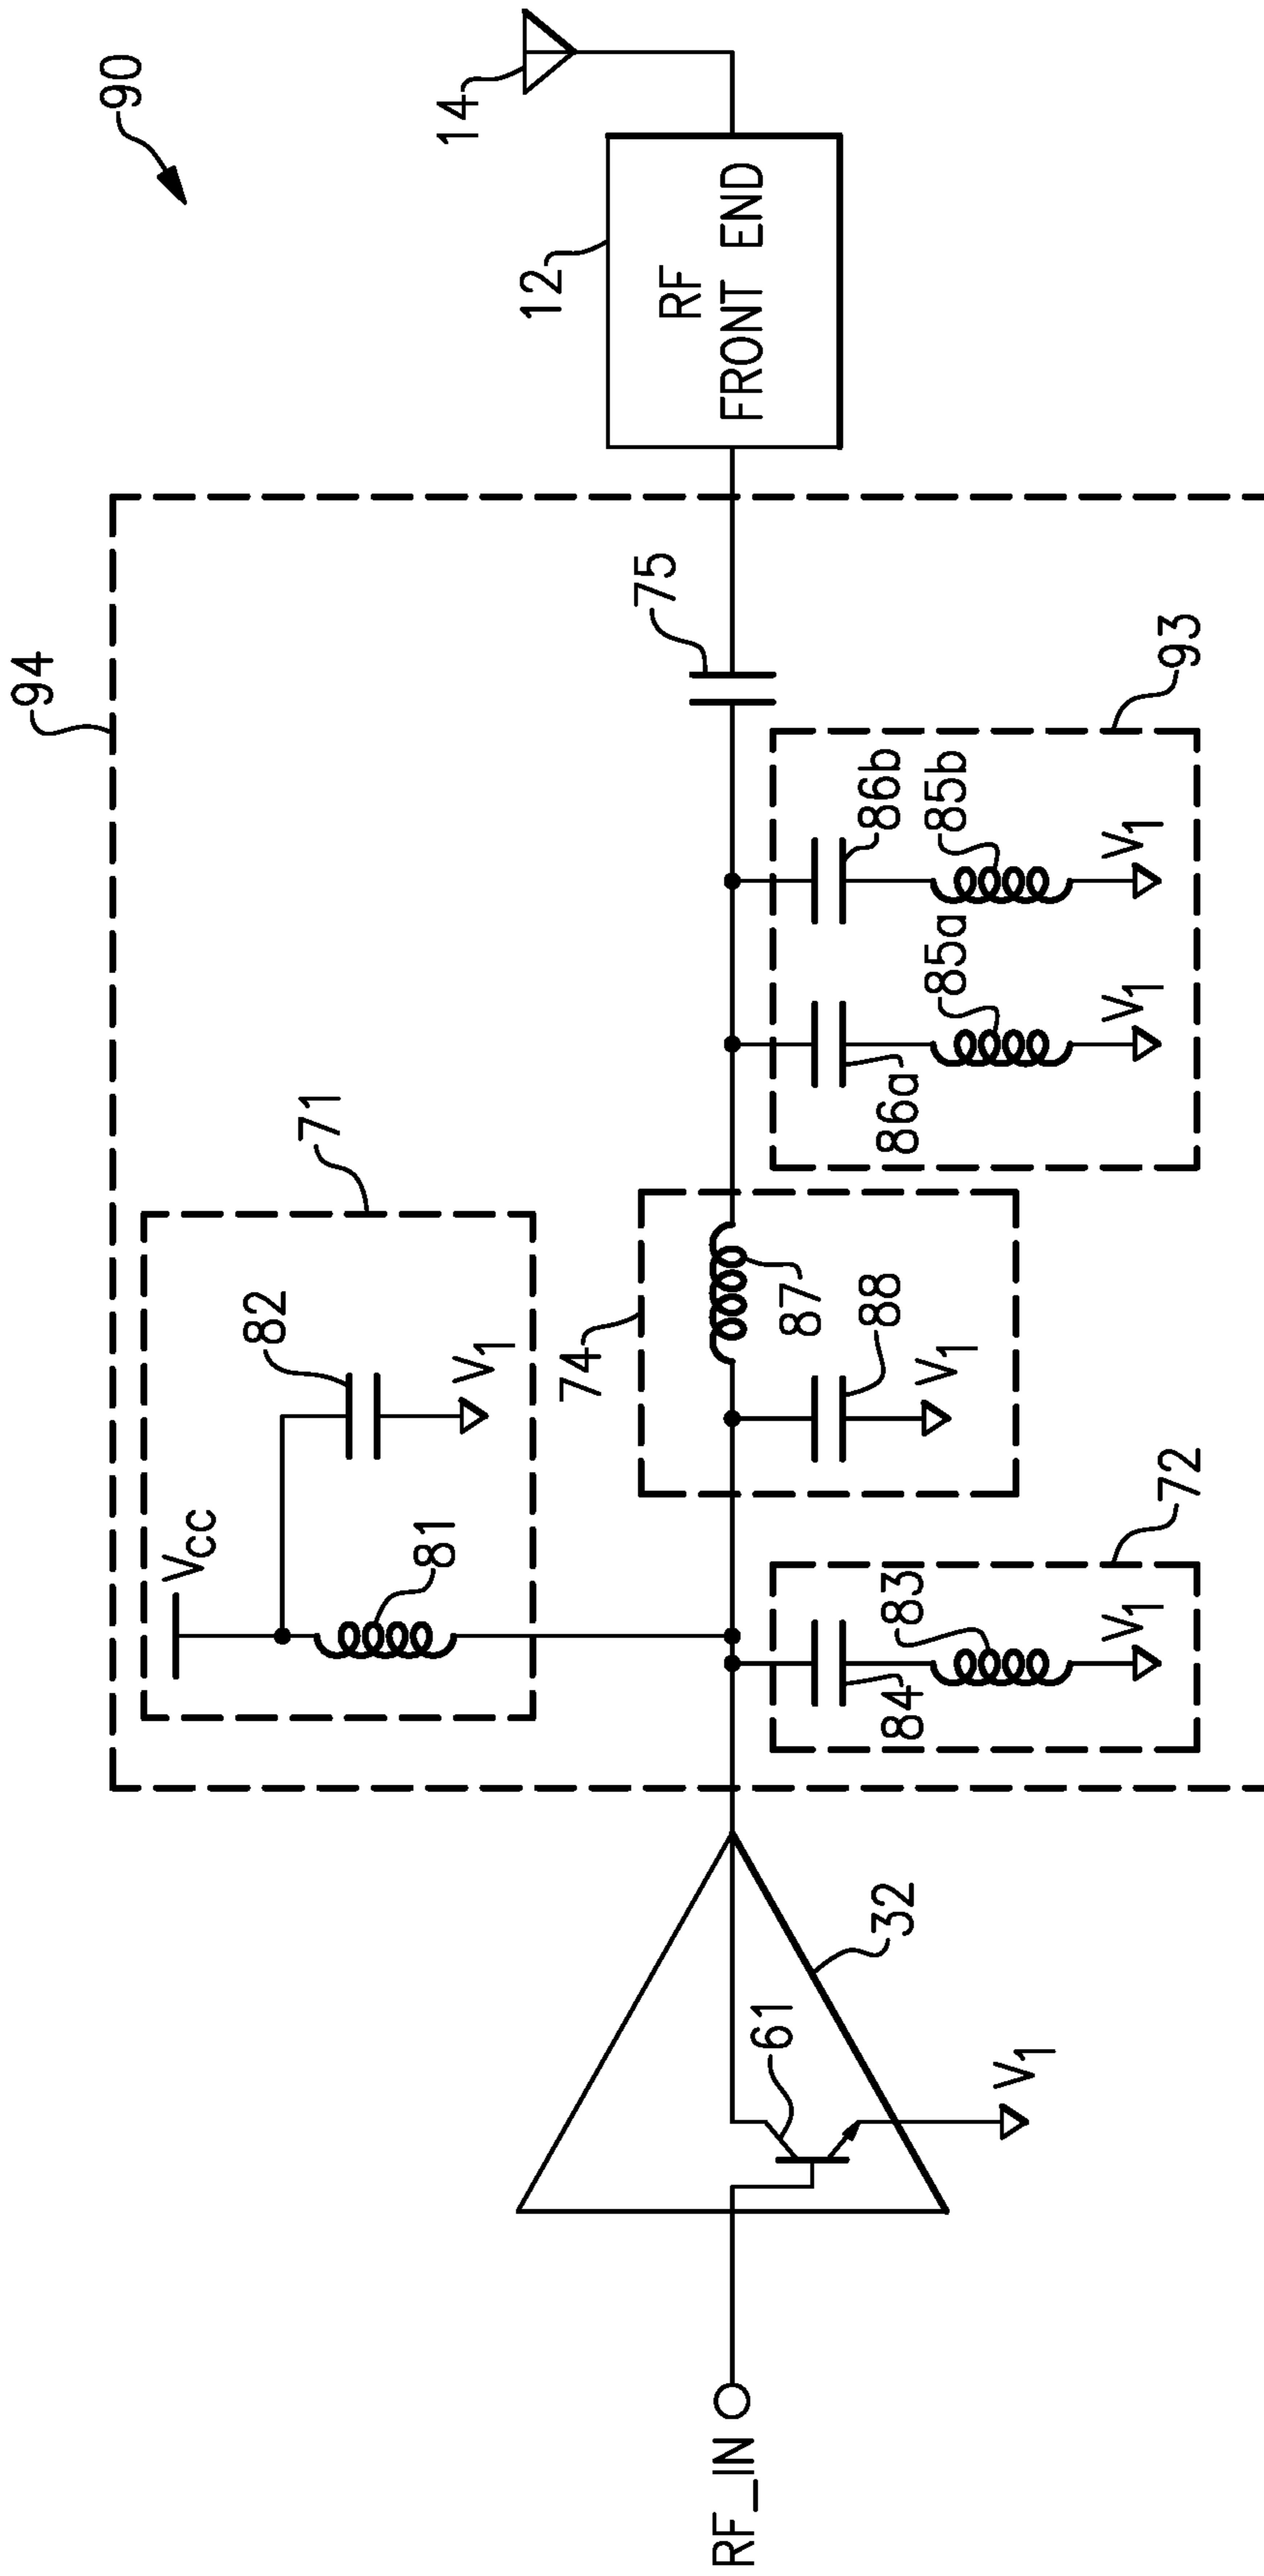 90
94
71
V_CC
82
V₁
81
14
12
RF
FRONT END
75
74
87
88
V₁
93
86b
86a
85b
85a
V₁
V₁
72
84
83
V₁
32
61
V₁
RF_IN